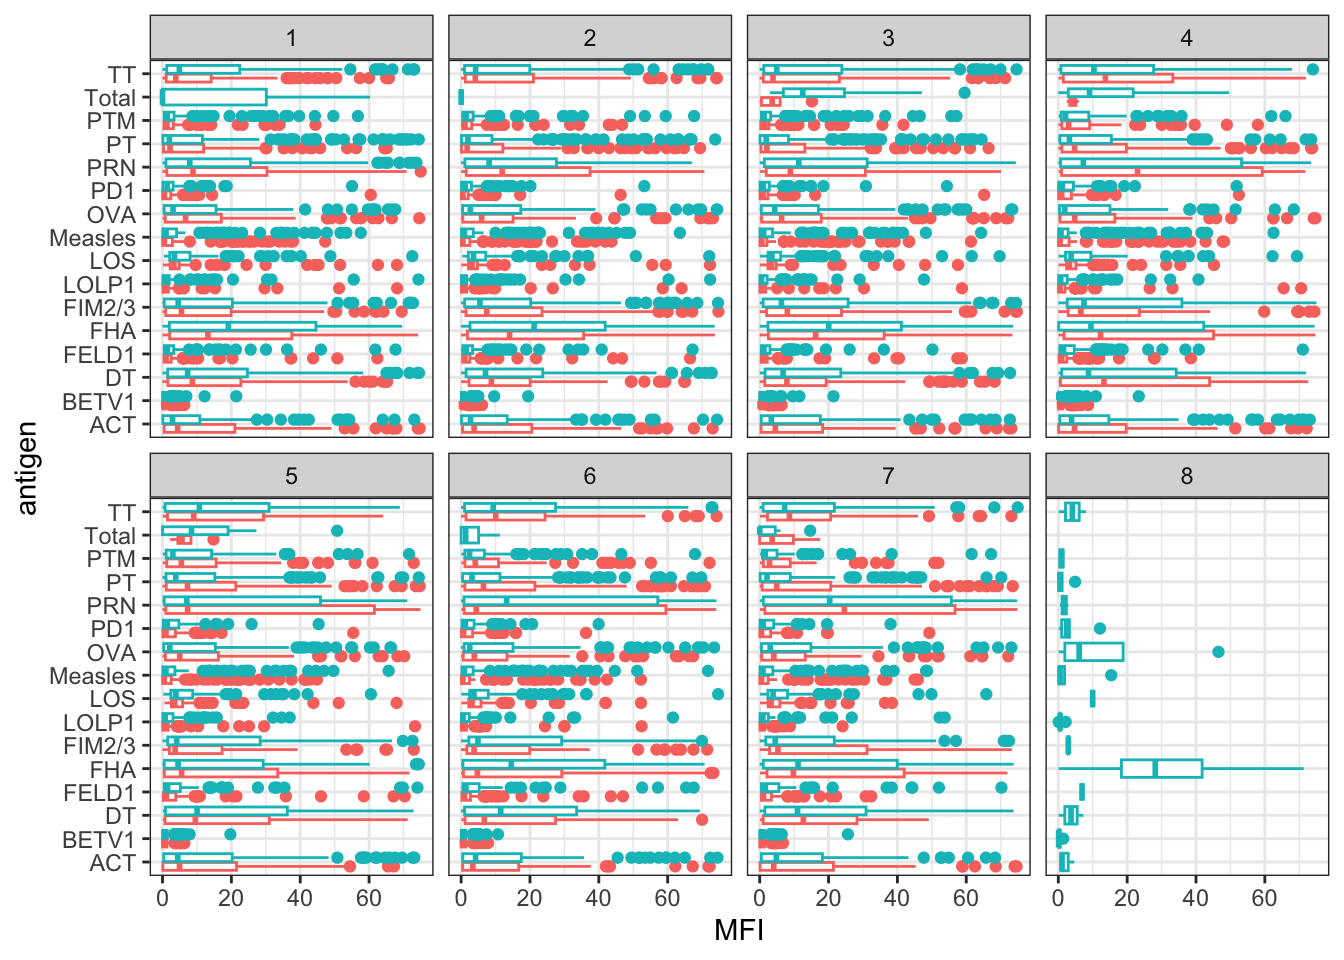 1 2 3 4
TT
Total
PTM
PT
PRN
PD1
OVA
Measles
LOS
LOLP1
FIM2/3
FHA
FELD1
DT
BETV1
ACT
antigen
5 6 7 8
TT
Total
PTM
PT
PRN
PD1
OVA
Measles
LOS
LOLP1
FIM2/3
FHA
FELD1
DT
BETV1
ACT
0 20 40 60 0 20 40 60 0 20 40 60 0 20 40 60
MFI